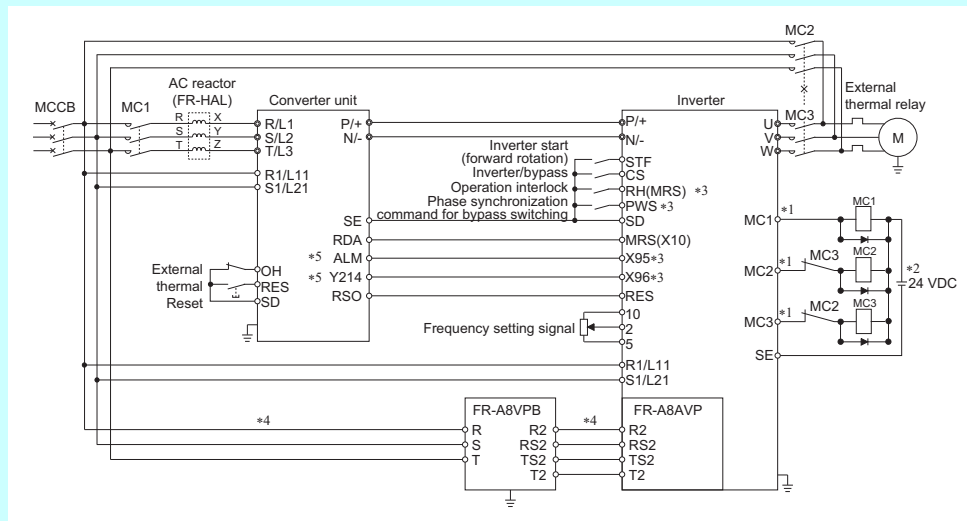 MC2
AC reactor
(FR-HAL)
MCCB
MC1
Converter unit
Inverter
External
thermal relay
R X
S Y
T Z
R/L1
S/L2
T/L3
R1/L11
S1/L21
P/+
N/-
P/+
N/-
U
V
W
MC3
M
Inverter start
(forward rotation)
Inverter/bypass
Operation interlock
Phase synchronization
command for bypass switching
STF
CS
RH(MRS) *3
PWS *3
SD
SE
RDA
*5 ALM
*5 Y214
RSO
MRS(X10)
X95*3
X96*3
RES
External
thermal
Reset
OH
RES
SD
Frequency setting signal
10
2
5
R1/L11
S1/L21
MC1
*1
MC1
MC2
*1
MC3
MC2
*2
24 VDC
MC3
*1
MC2
MC3
SE
*4
FR-A8VPB
*4
FR-A8AVP
R
S
T
R2
RS2
TS2
T2
R2
RS2
TS2
T2